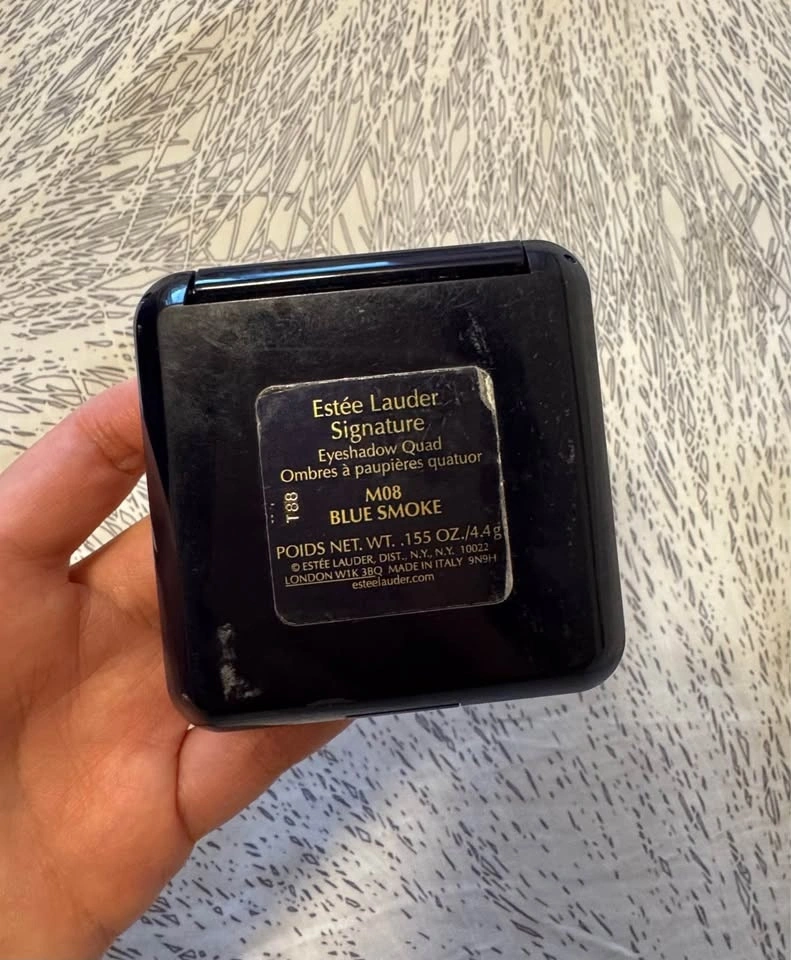 Estée Lauder
Signature
Eyeshadow Quad
Ombres à paupières quatuor
M08
BLUE SMOKE
T88
POIDS NET. WT. .155 OZ./4.4g
© ESTÉE LAUDER, DIST., N.Y., N.Y. 10022
LONDON W1K 3BQ MADE IN ITALY 9N9H
esteelauder.com